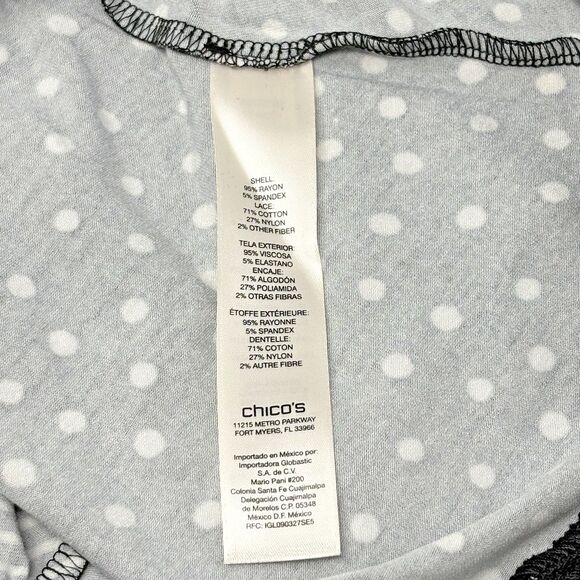 SHELL:
95% RAYON
5% SPANDEX
LACE:
71% COTTON
27% NYLON
2% OTHER FIBER
TELA EXTERIOR:
95% VISCOSA
5% ELASTANO
ENCAJE:
71% ALGODÓN
27% POLIAMIDA
2% OTRAS FIBRAS
ÉTOFFE EXTÉRIEURE:
95% RAYONNE
5% SPANDEX
DENTELLE:
71% COTON
27% NYLON
2% AUTRE FIBRE
chico's
11215 METRO PARKWAY
FORT MYERS, FL 33966
Importado en México por:
Importadora Globastic
S.A. de C.V.
Mario Pani #200
Colonia Santa Fe Cuajimalpa
Delegación Cuajimalpa
de Morelos C.P. 05348
México D.F. México
RFC: IGL090327SE5